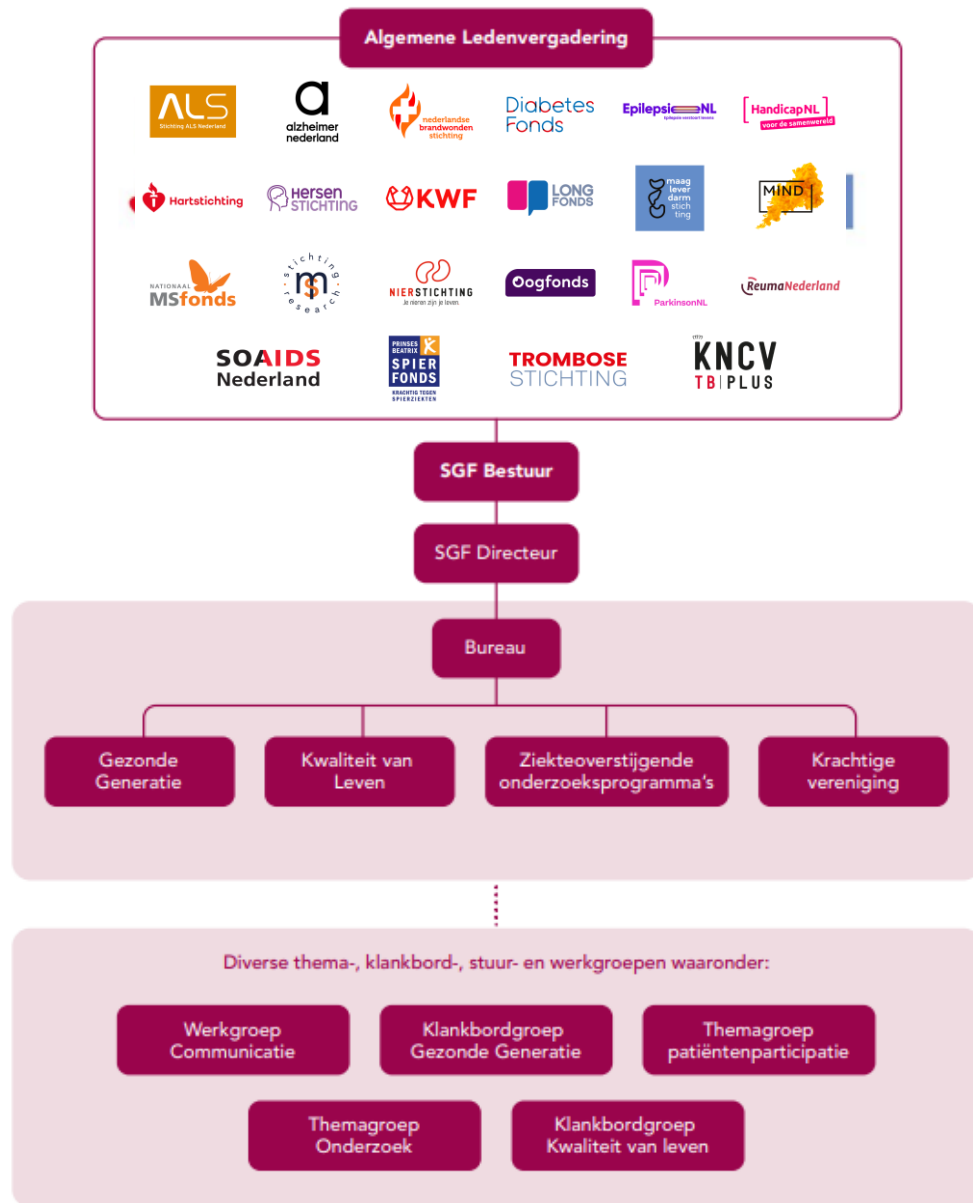 Algemene Ledenvergadering
ALS
Stichting ALS Nederland
a
alzheimer
nederland
nederlandse
brandwonden
stichting
Diabetes
Fonds
EpilepsieNL
HandicapNL
voor de samenwereld
Hartstichting
HERSEN
STICHTING
KWF
LONG
FONDS
maag
lever
darm
stich
ting
MIND
NATIONAAL
MSfonds
stichting
ms
research
NIERSTICHTING
Je nieren zijn je leven.
Oogfonds
P
ParkinsonNL
ReumaNederland
SOAAIDS
Nederland
PRINSES
BEATRIX
SPIER
FONDS
KRACHTIG TEGEN
SPIERZIEKTEN
TROMBOSE
STICHTING
KNCV
TB|PLUS
SGF Bestuur
SGF Directeur
Bureau
Gezonde
Generatie
Kwaliteit van
Leven
Ziekteoverstijgende
onderzoeksprogramma's
Krachtige
vereniging
Diverse thema-, klankbord-, stuur- en werkgroepen waaronder:
Werkgroep
Communicatie
Klankbordgroep
Gezonde Generatie
Themagroep
patiëntenparticipatie
Themagroep
Onderzoek
Klankbordgroep
Kwaliteit van leven